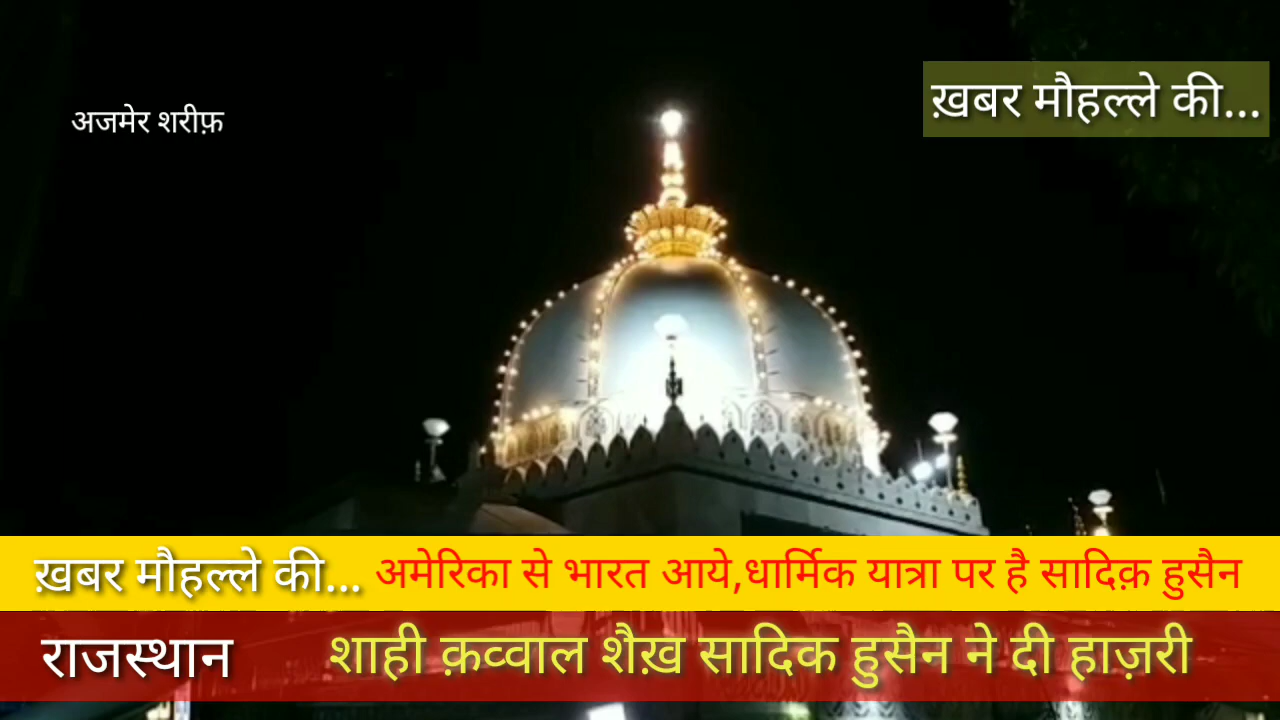 ख़बर मौहल्ले की...
अजमेर शरीफ़
ख़बर मौहल्ले की... अमेरिका से भारत आये,धार्मिक यात्रा पर है सादिक़ हुसैन
राजस्थान शाही क़व्वाल शैख़ सादिक हुसैन ने दी हाज़री